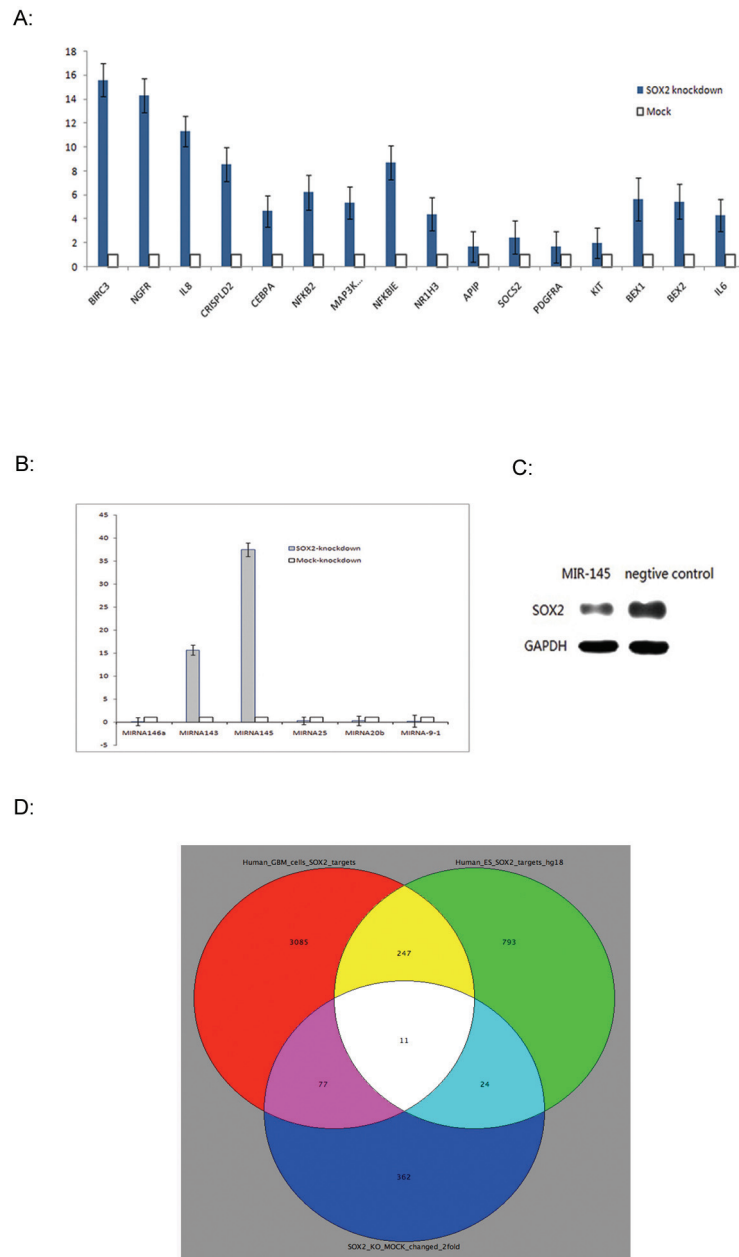 A:
18
16
14
12
10
8
6
4
2
0
SOX2 knockdown
Mock
BIRC3
NGFR
IL8
CRISPLD2
CEBPA
NFKB2
MAP3K...
NFKBIE
NR1H3
APIP
SOCS2
PDGFRA
KIT
BEX1
BEX2
IL6
B:
45
40
35
30
25
20
15
10
5
0
-5
SOX2-knockdown
Mock-knockdown
MIRNA146a
MIRNA143
MIRNA145
MIRNA25
MIRNA20b
MIRNA-9-1
C:
MIR-145 negtive control
SOX2
GAPDH
D:
Human_GBM_cells_SOX2_targets
Human_ES_SOX2_targets_hg18
3085
247
793
11
77
24
362
SOX2_KO_MOCK_changed_2fold